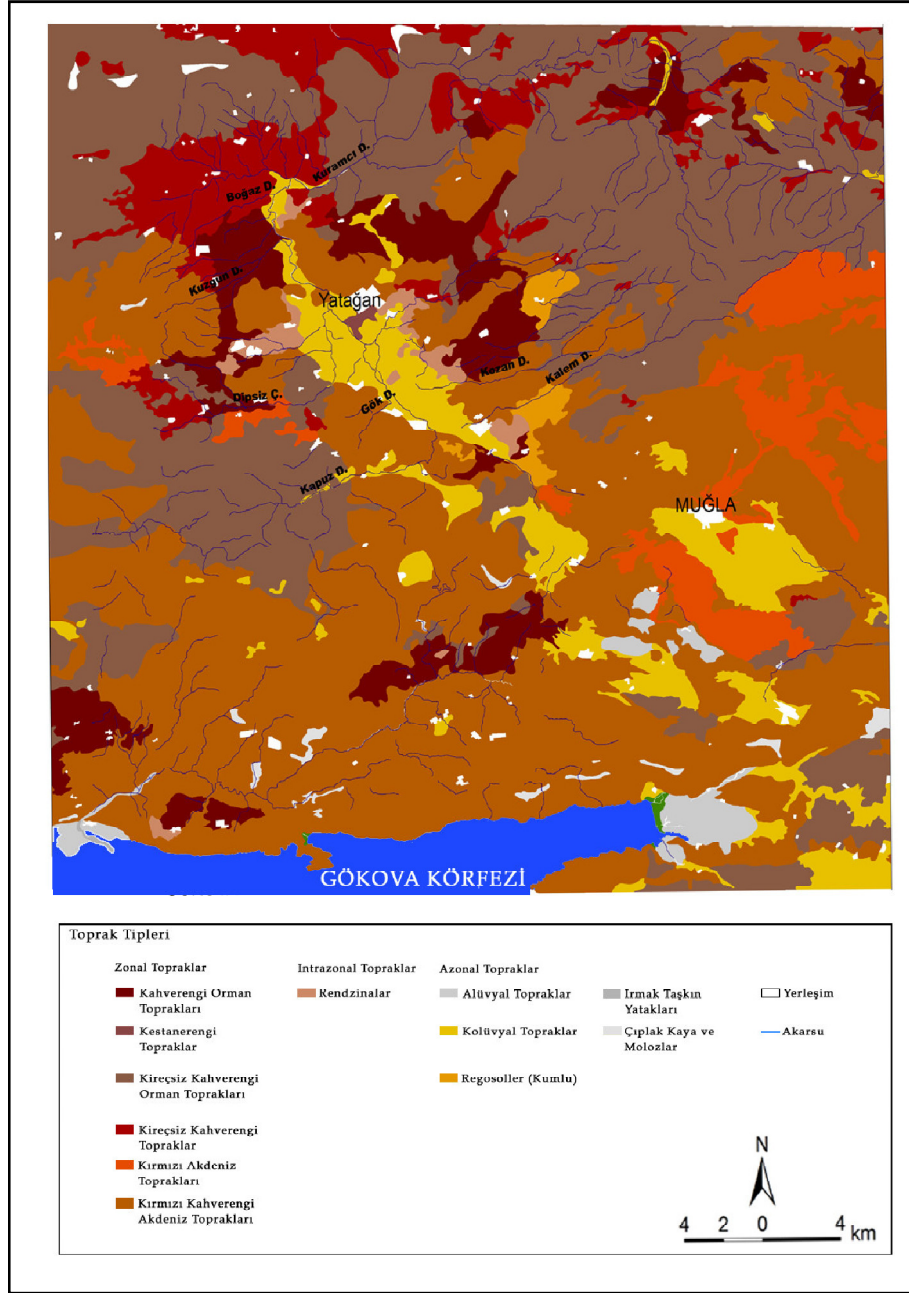 Kuramcı D.
Boğaz D.
Kuzgun D.
Yatağan
Kozan D.
Kalem D.
Dipsiz Ç.
Gök D.
Kapuz D.
MUĞLA
GÖKOVA KÖRFEZİ
Toprak Tipleri
Zonal Topraklar
Kahverengi Orman
Toprakları
Kestanerengi
Topraklar
Kireçsiz Kahverengi
Orman Toprakları
Kireçsiz Kahverengi
Topraklar
Kırmızı Akdeniz
Toprakları
Kırmızı Kahverengi
Akdeniz Toprakları
Intrazonal Topraklar
Rendzinalar
Azonal Topraklar
Alüvyal Topraklar
Kolüvyal Topraklar
Regosoller (Kumlu)
Irmak Taşkın
Yatakları
Çıplak Kaya ve
Molozlar
Yerleşim
Akarsu
N
4 2 0 4 km